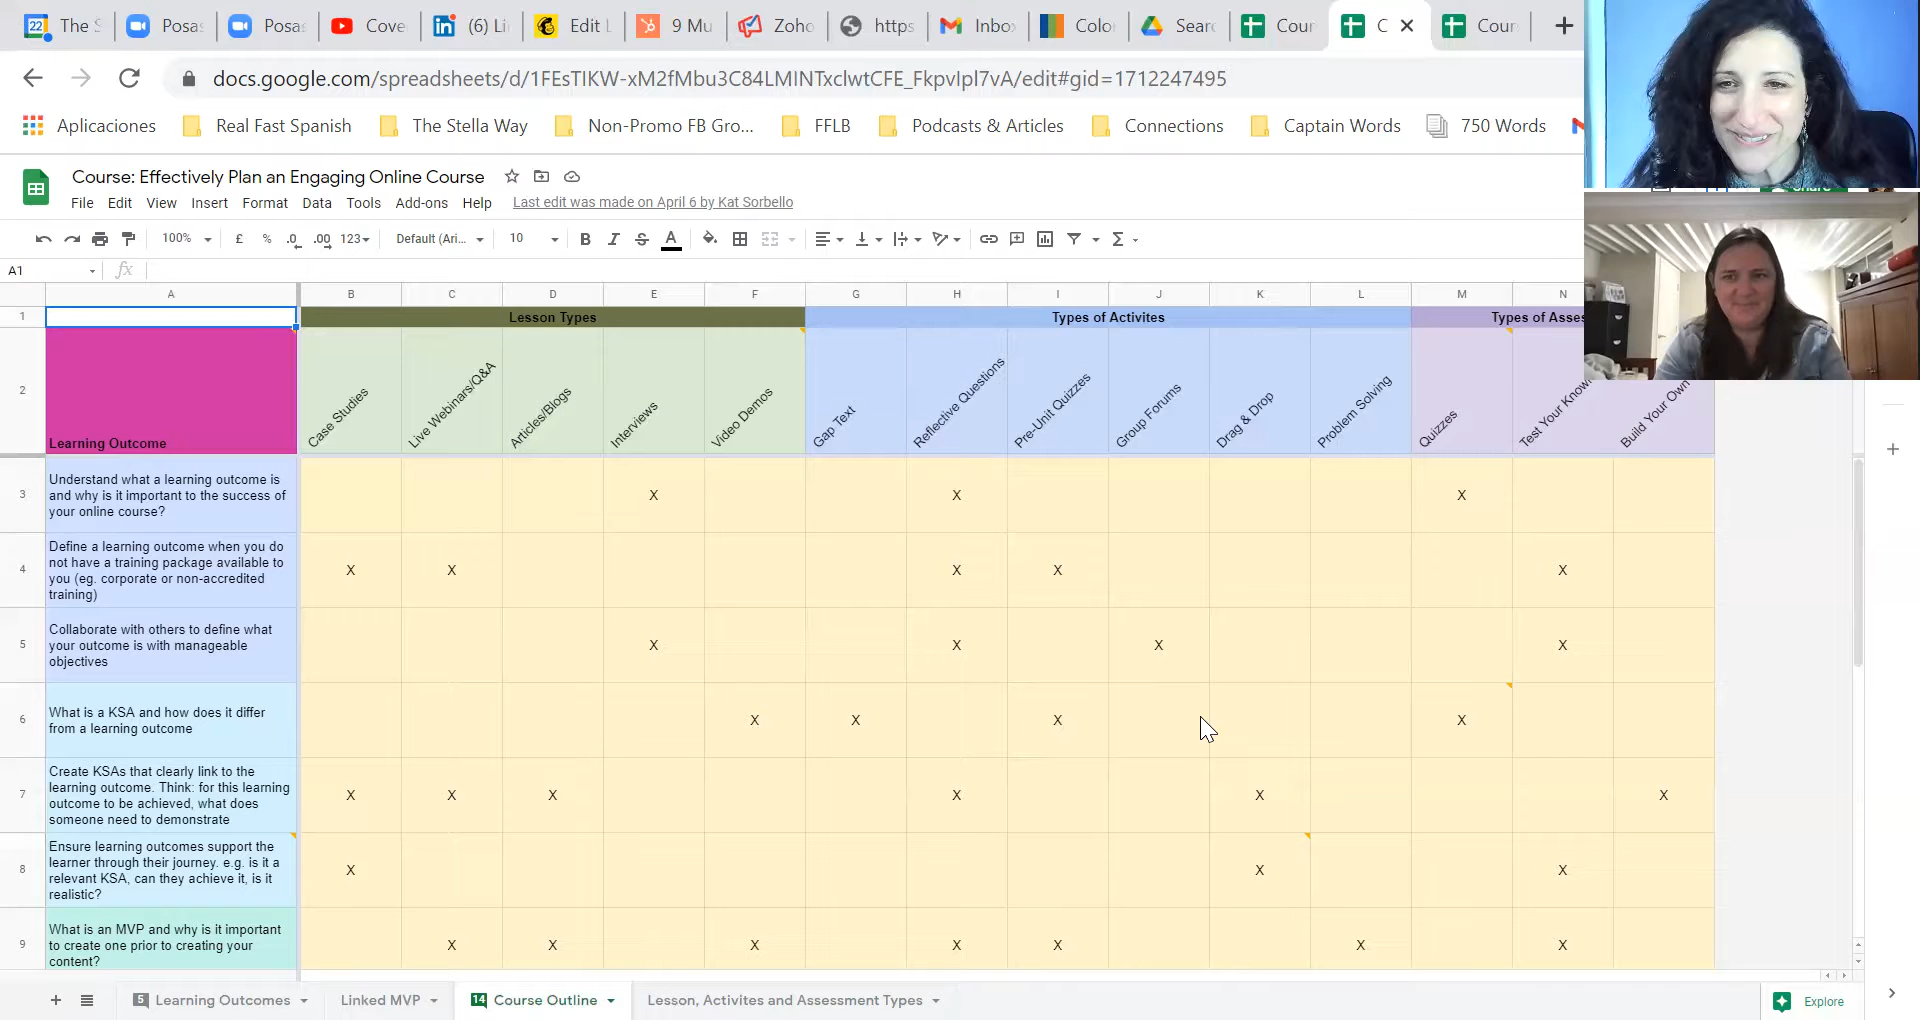 22 The S Posas Posas Cove (6) Li Edit L 9 Mu Zoho https Inbo Colo Searc Cour C Cour
docs.google.com/spreadsheets/d/1FEsTIKW-xM2fMbu3C84LMINTxclwtCFE_FkpvIpl7vA/edit#gid=1712247495
Aplicaciones Real Fast Spanish The Stella Way Non-Promo FB Gro... FFLB Podcasts & Articles Connections Captain Words 750 Words
Course: Effectively Plan an Engaging Online Course
File Edit View Insert Format Data Tools Add-ons Help Last edit was made on April 6 by Kat Sorbello
100% £ % .0 .00 123 Default (Ari... 10 B I S A Σ
A1 fx
A B C D E F G H I J K L M N
1 Lesson Types Types of Activites Types of Asses
2 Learning Outcome Case Studies Live Webinars/Q&A Articles/Blogs Interviews Video Demos Gap Text Reflective Questions Pre-Unit Quizzes Group Forums Drag & Drop Problem Solving Quizzes Test Your Know Build Your Own
Understand what a learning outcome is
3 and why is it important to the success of X X X
your online course?
Define a learning outcome when you do
4 not have a training package available to X X X X X
you (eg. corporate or non-accredited
training)
Collaborate with others to define what
5 your outcome is with manageable X X X X
objectives
6 What is a KSA and how does it differ X X X X
from a learning outcome
Create KSAs that clearly link to the
7 learning outcome. Think: for this learning X X X X X X
outcome to be achieved, what does
someone need to demonstrate
Ensure learning outcomes support the
8 learner through their journey. e.g. is it a X X X
relevant KSA, can they achieve it, is it
realistic?
What is an MVP and why is it important
9 to create one prior to creating your X X X X X X X
content?
5 Learning Outcomes Linked MVP 14 Course Outline Lesson, Activites and Assessment Types Explore